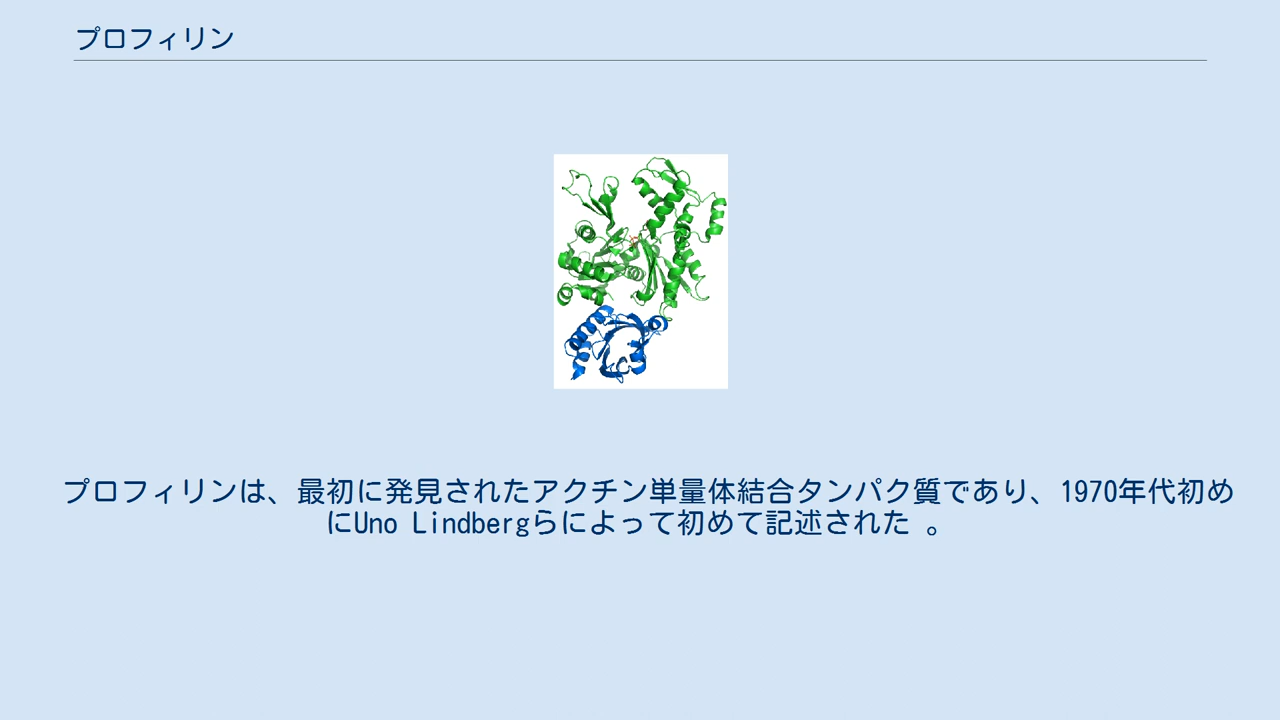 プロフィリン
プロフィリンは、最初に発見されたアクチン単量体結合タンパク質であり、1970年代初め
にUno Lindbergらによって初めて記述された 。